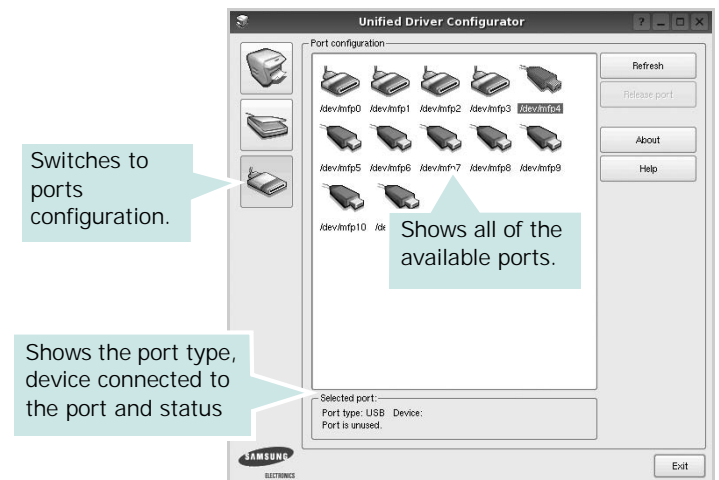 Unified Driver Configurator
Port configuration
/dev/mfp0 /dev/mfp1 /dev/mfp2 /dev/mfp3 /dev/mfp4
/dev/mfp5 /dev/mfp6 /dev/mfp7 /dev/mfp8 /dev/mfp9
/dev/mfp10
Refresh
Release port
About
Help
Switches to
ports
configuration.
Shows all of the
available ports.
Shows the port type,
device connected to
the port and status
Selected port:
Port type: USB Device:
Port is unused.
SAMSUNG
ELECTRONICS
Exit